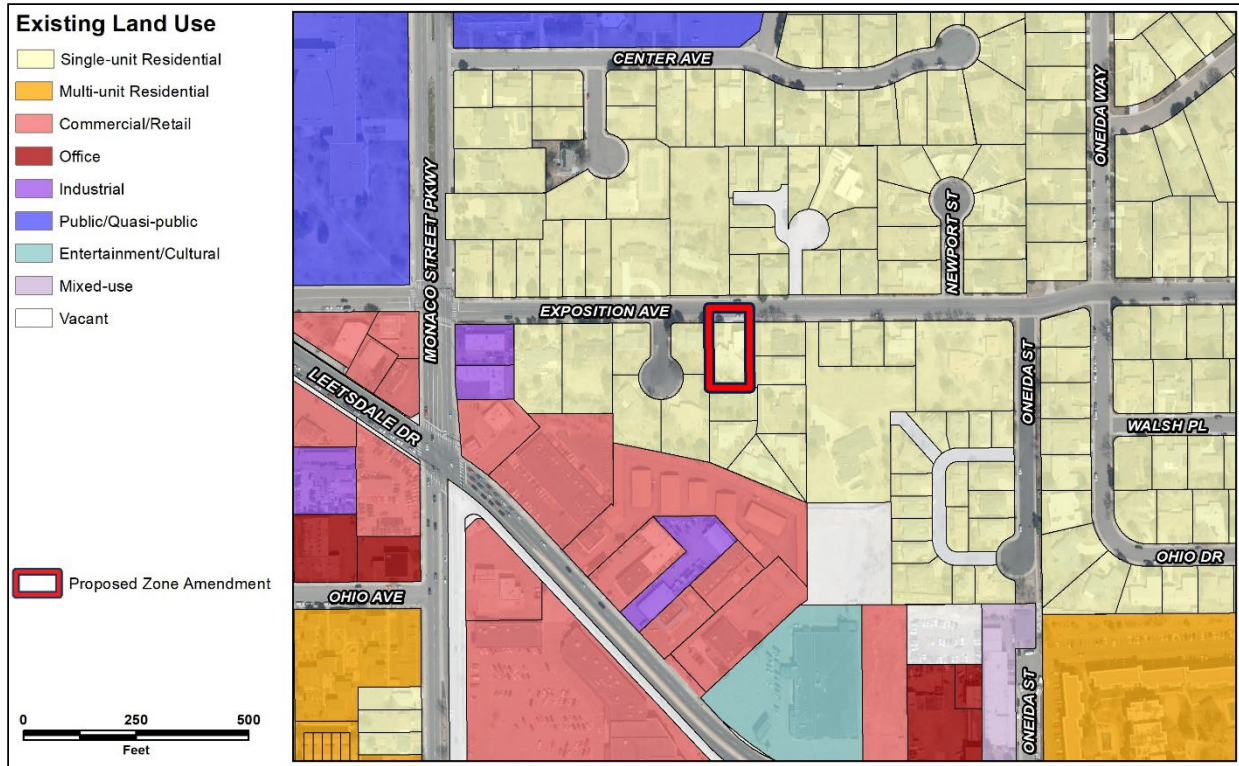 Existing Land Use
Single-unit Residential
Multi-unit Residential
Commercial/Retail
Office
Industrial
Public/Quasi-public
Entertainment/Cultural
Mixed-use
Vacant
Proposed Zone Amendment
0 250 500
Feet
CENTER AVE
ONEIDA WAY
MONACO STREET PKWY
NEWPORT ST
EXPOSITION AVE
LEETSDALE DR
ONEIDA ST
WALSH PL
OHIO DR
OHIO AVE
ONEIDA ST